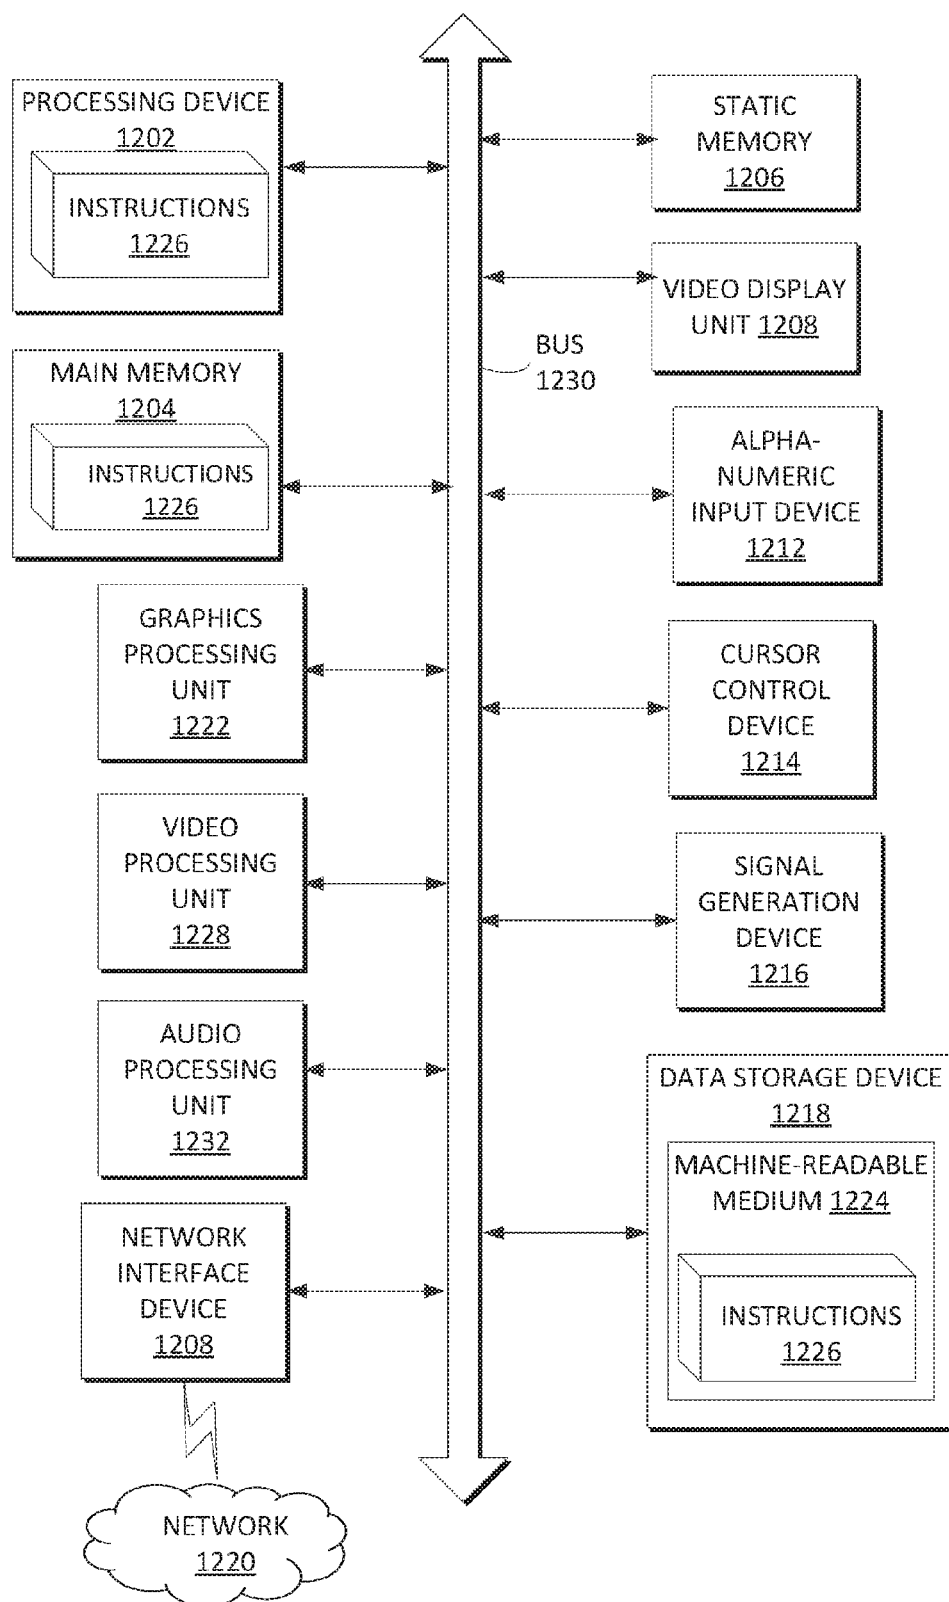 PROCESSING DEVICE
1202
INSTRUCTIONS
1226
MAIN MEMORY
1204
INSTRUCTIONS
1226
GRAPHICS
PROCESSING
UNIT
1222
VIDEO
PROCESSING
UNIT
1228
AUDIO
PROCESSING
UNIT
1232
NETWORK
INTERFACE
DEVICE
1208
NETWORK
1220
BUS
1230
STATIC
MEMORY
1206
VIDEO DISPLAY
UNIT 1208
ALPHA-
NUMERIC
INPUT DEVICE
1212
CURSOR
CONTROL
DEVICE
1214
SIGNAL
GENERATION
DEVICE
1216
DATA STORAGE DEVICE
1218
MACHINE-READABLE
MEDIUM 1224
INSTRUCTIONS
1226